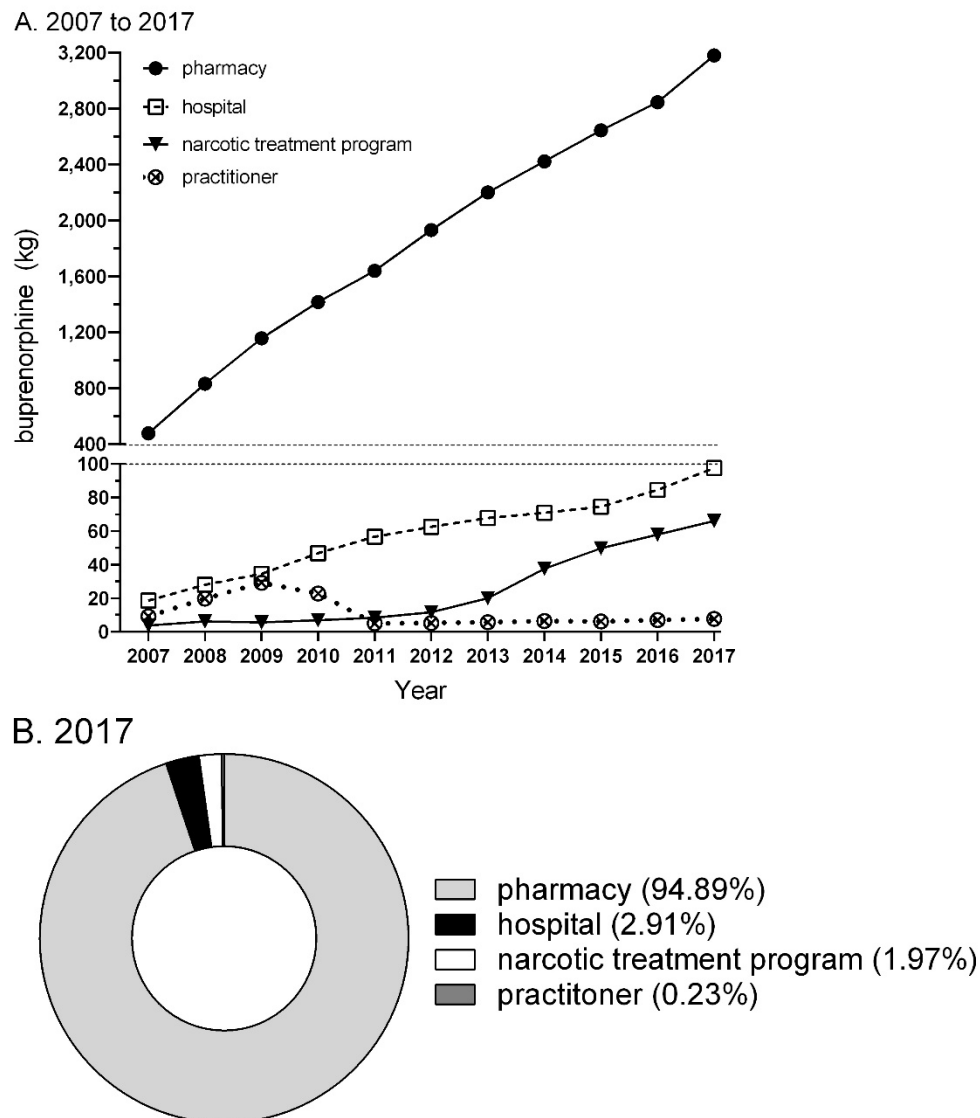 A. 2007 to 2017
3,200
2,800
2,400
2,000
1,600
1,200
800
400
100
80
60
40
20
0
buprenorphine (kg)
pharmacy
hospital
narcotic treatment program
practitioner
2007 2008 2009 2010 2011 2012 2013 2014 2015 2016 2017
Year
B. 2017
pharmacy (94.89%)
hospital (2.91%)
narcotic treatment program (1.97%)
practitoner (0.23%)